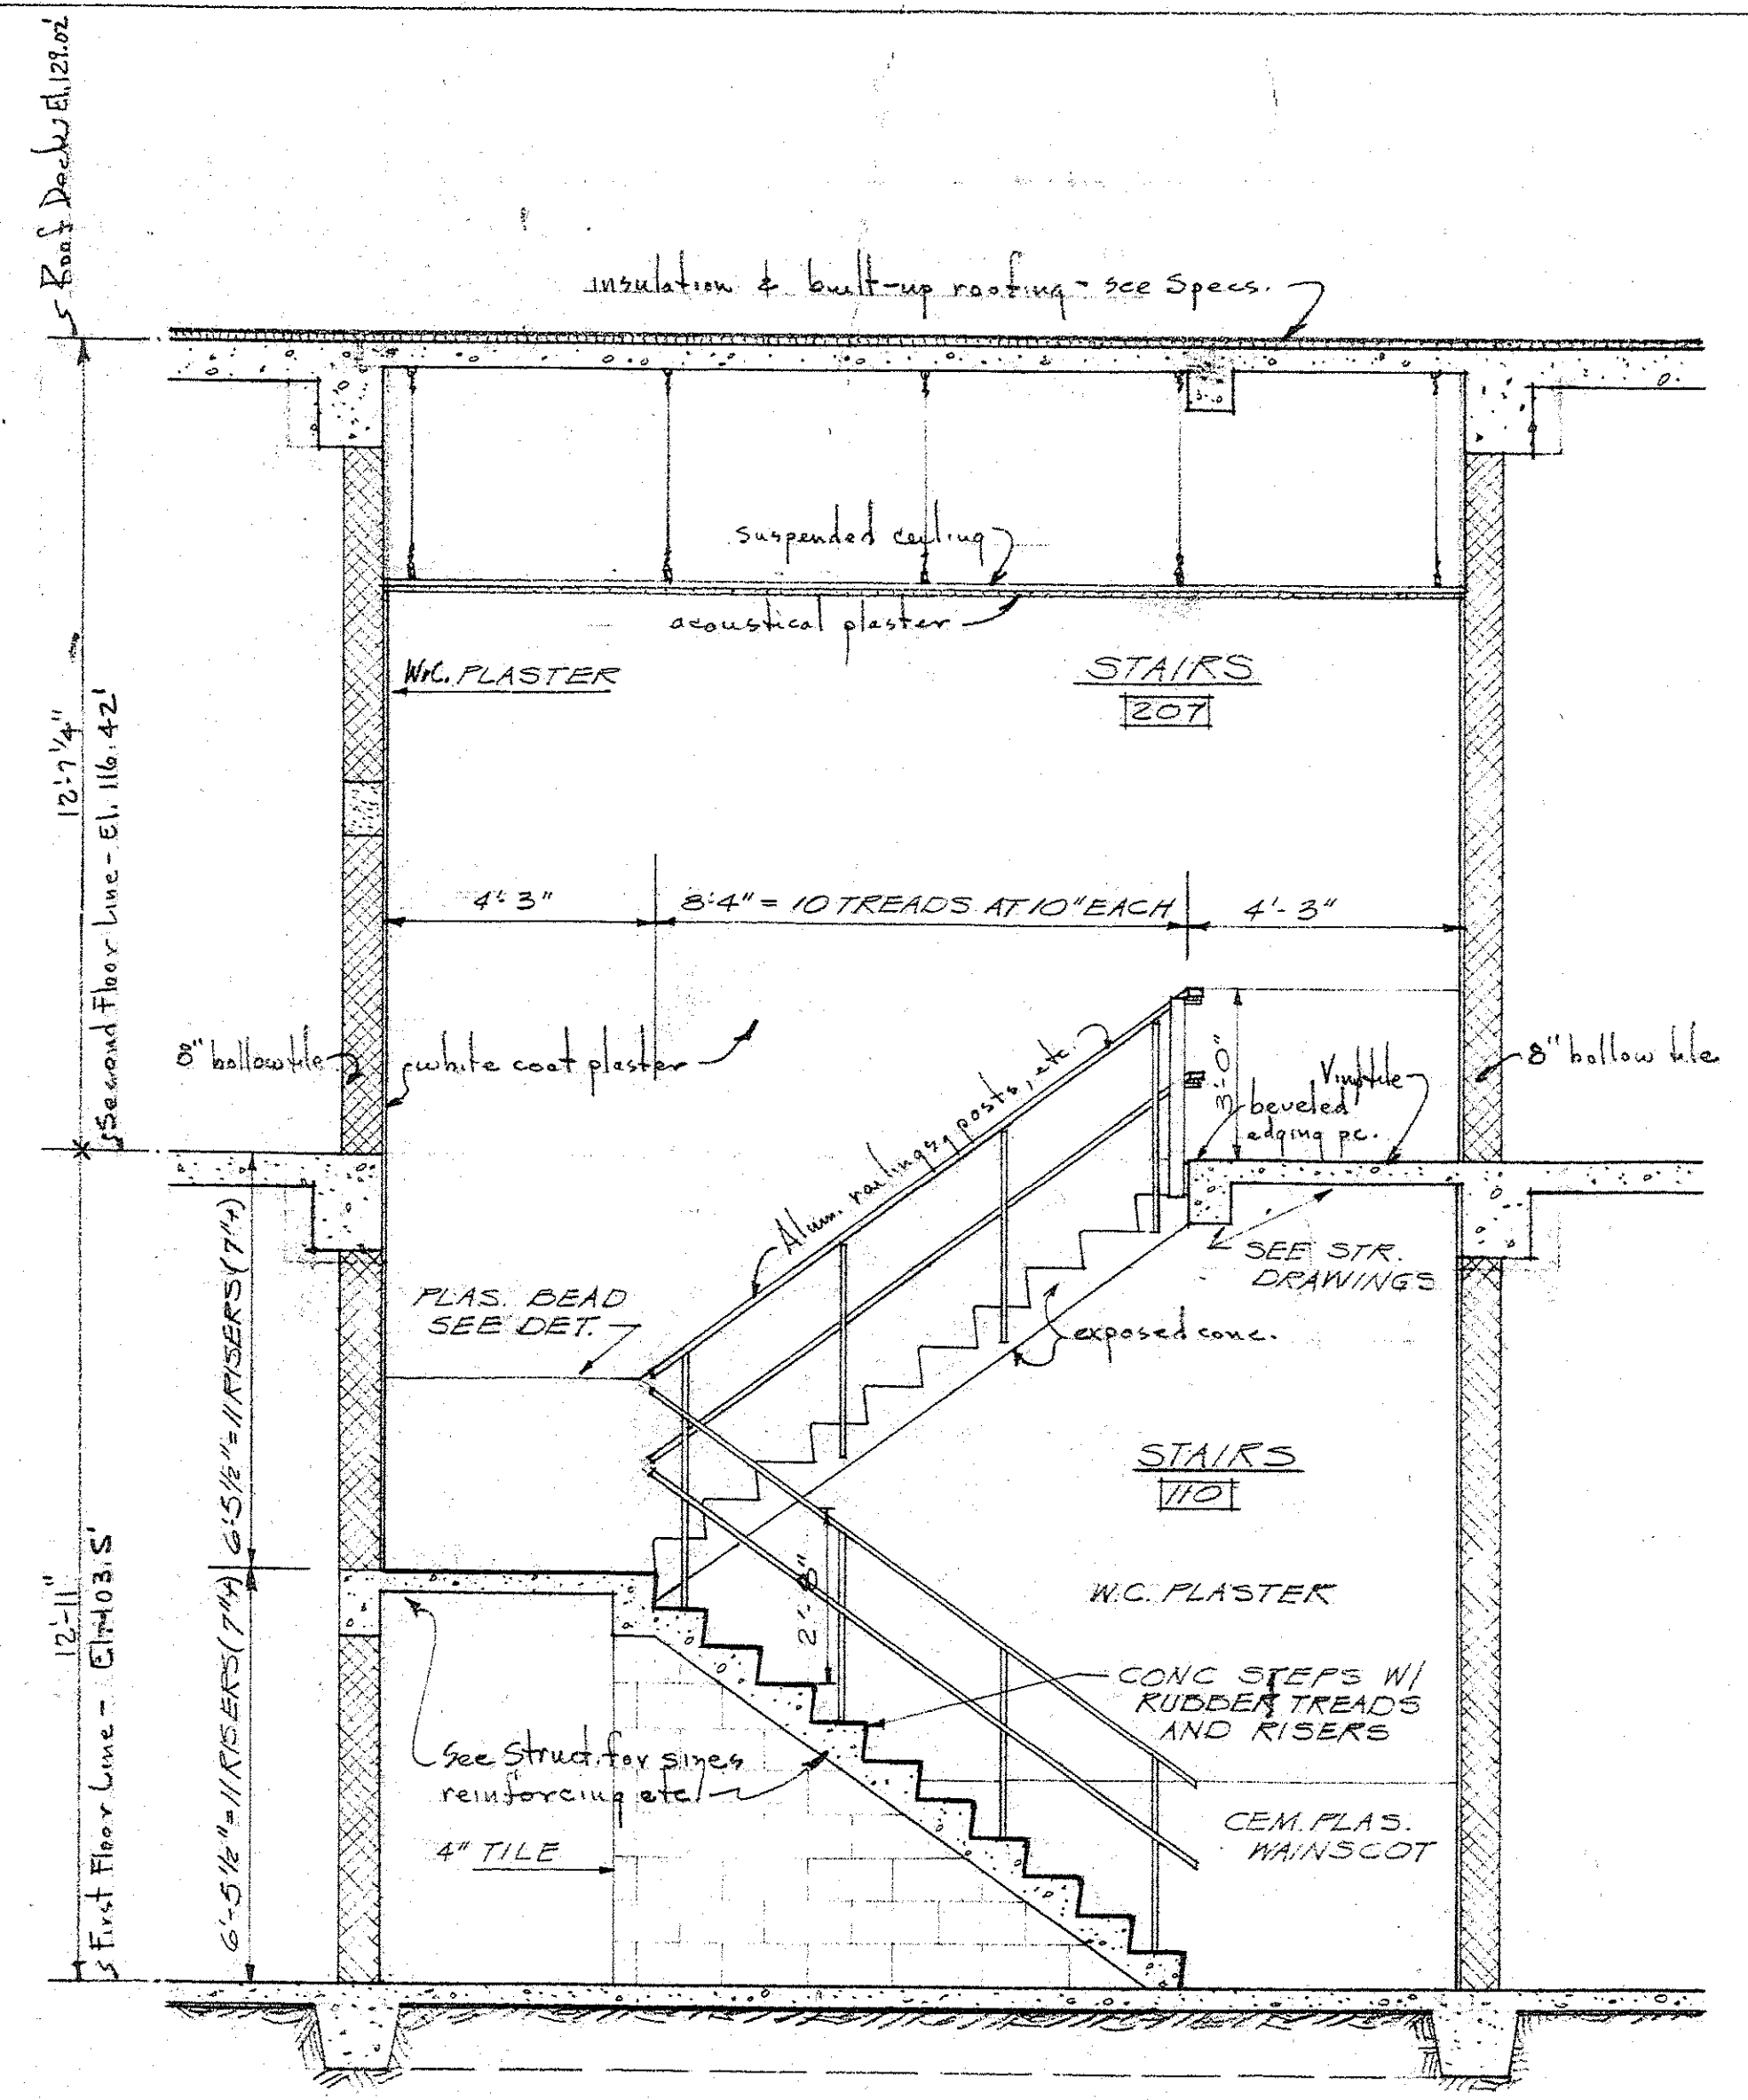 Roof Deck El. 129.02'
insulation & built-up roofing - see Specs.
suspended ceiling
acoustical plaster
W.C. PLASTER
STAIRS
207
12'-7 1/4"
Second Floor Line - El. 116.42'
4'-3"
8'-4" = 10 TREADS AT 10" EACH
4'-3"
8" hollow tile
white coat plaster
Alum. railings, posts, etc.
3'-0"
Vinyl tile
beveled
edging pc.
8" hollow tile
SEE STR.
DRAWINGS
exposed conc.
PLAS. BEAD
SEE DET.
6'-5 1/2" = 11 RISERS (7"+)
STAIRS
110
2'-8"
W.C. PLASTER
CONC STEPS W/
RUBBER TREADS
AND RISERS
12'-11"
First Floor Line - El. 103.5'
6'-5 1/2" = 11 RISERS (7"+)
See Struct. for sizes
reinforcing etc.
4" TILE
CEM. PLAS.
WAINSCOT